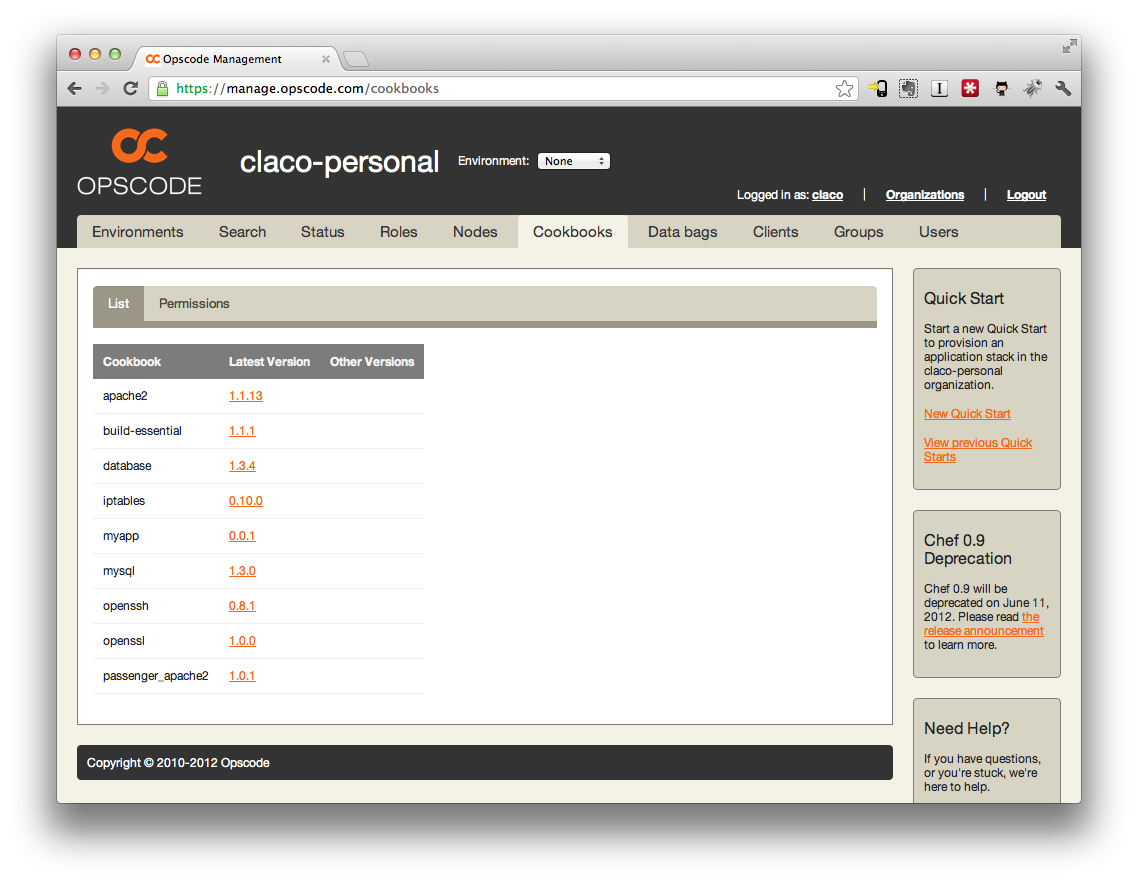 Opscode Management
https://manage.opscode.com/cookbooks
OPSCODE
claco-personal
Environment: None
Logged in as: claco | Organizations | Logout
Environments Search Status Roles Nodes Cookbooks Data bags Clients Groups Users
List Permissions
Cookbook Latest Version Other Versions
apache2 1.1.13
build-essential 1.1.1
database 1.3.4
iptables 0.10.0
myapp 0.0.1
mysql 1.3.0
openssh 0.8.1
openssl 1.0.0
passenger_apache2 1.0.1
Copyright © 2010-2012 Opscode
Quick Start
Start a new Quick Start
to provision an
application stack in the
claco-personal
organization.
New Quick Start
View previous Quick
Starts
Chef 0.9
Deprecation
Chef 0.9 will be
deprecated on June 11,
2012. Please read the
release announcement
to learn more.
Need Help?
If you have questions,
or you're stuck, we're
here to help.